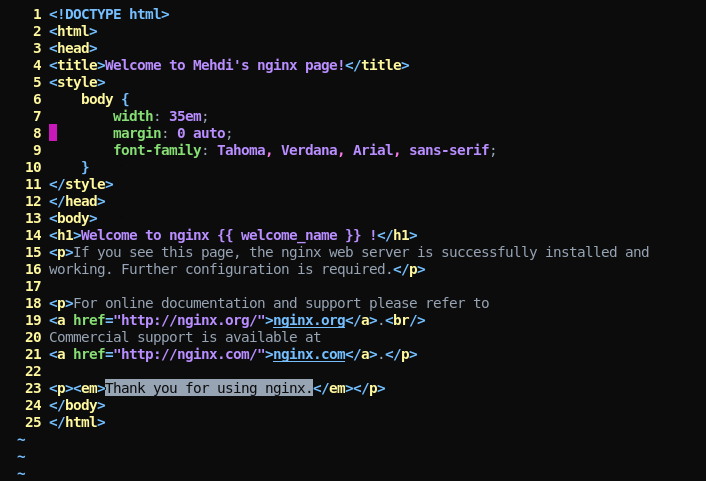 1 <!DOCTYPE html>
2 <html>
3 <head>
4 <title>Welcome to Mehdi's nginx page!</title>
5 <style>
6     body {
7         width: 35em;
8         margin: 0 auto;
9         font-family: Tahoma, Verdana, Arial, sans-serif;
10     }
11 </style>
12 </head>
13 <body>
14 <h1>Welcome to nginx {{ welcome_name }} !</h1>
15 <p>If you see this page, the nginx web server is successfully installed and
16 working. Further configuration is required.</p>
17
18 <p>For online documentation and support please refer to
19 <a href="http://nginx.org/">nginx.org</a>.<br/>
20 Commercial support is available at
21 <a href="http://nginx.com/">nginx.com</a>.</p>
22
23 <p><em>Thank you for using nginx.</em></p>
24 </body>
25 </html>
~
~
~